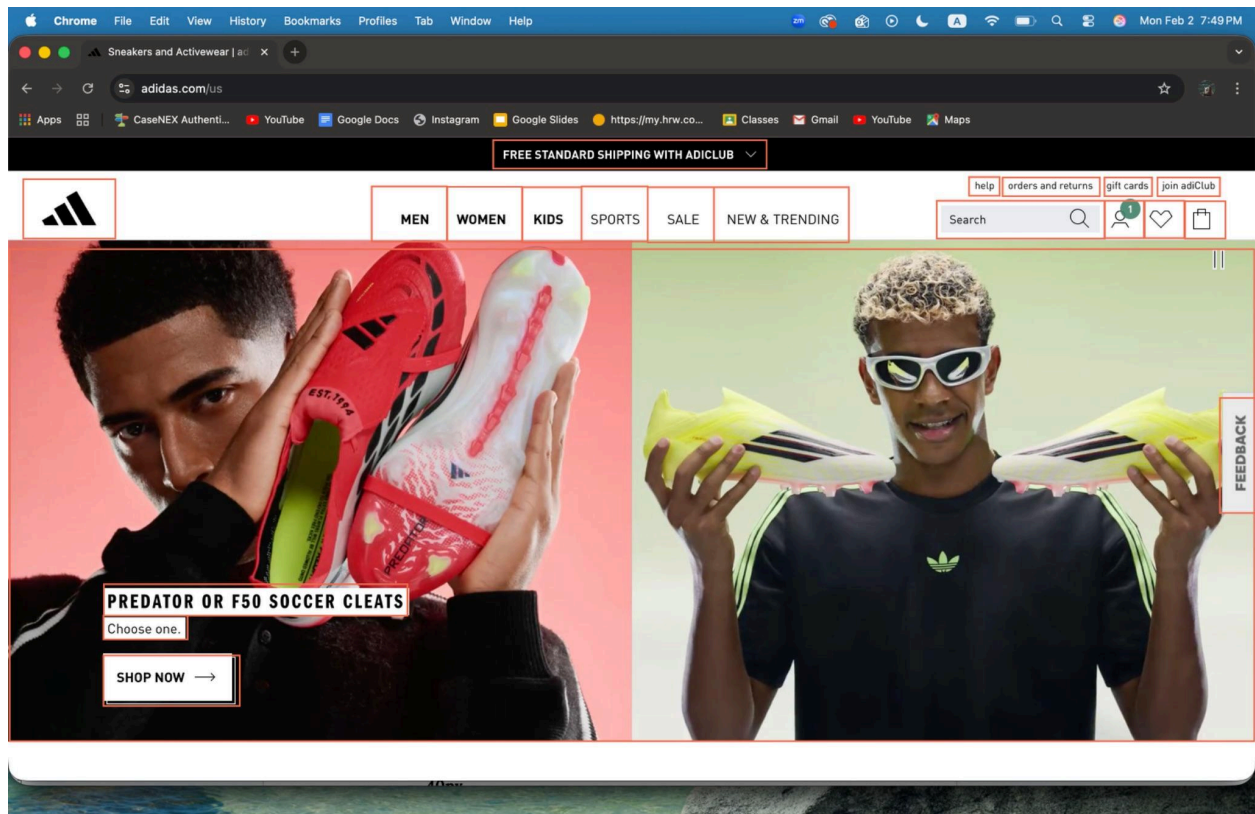 Chrome File Edit View History Bookmarks Profiles Tab Window Help
zm A Mon Feb 2 7:49 PM
Sneakers and Activewear | ad
adidas.com/us
Apps CaseNEX Authenti... YouTube Google Docs Instagram Google Slides https://my.hrw.co... Classes Gmail YouTube Maps
FREE STANDARD SHIPPING WITH ADICLUB
help orders and returns gift cards join adiClub
MEN WOMEN KIDS SPORTS SALE NEW & TRENDING
Search
1
EST. 1994
PREDATOR
FEEDBACK
PREDATOR OR F50 SOCCER CLEATS
Choose one.
SHOP NOW